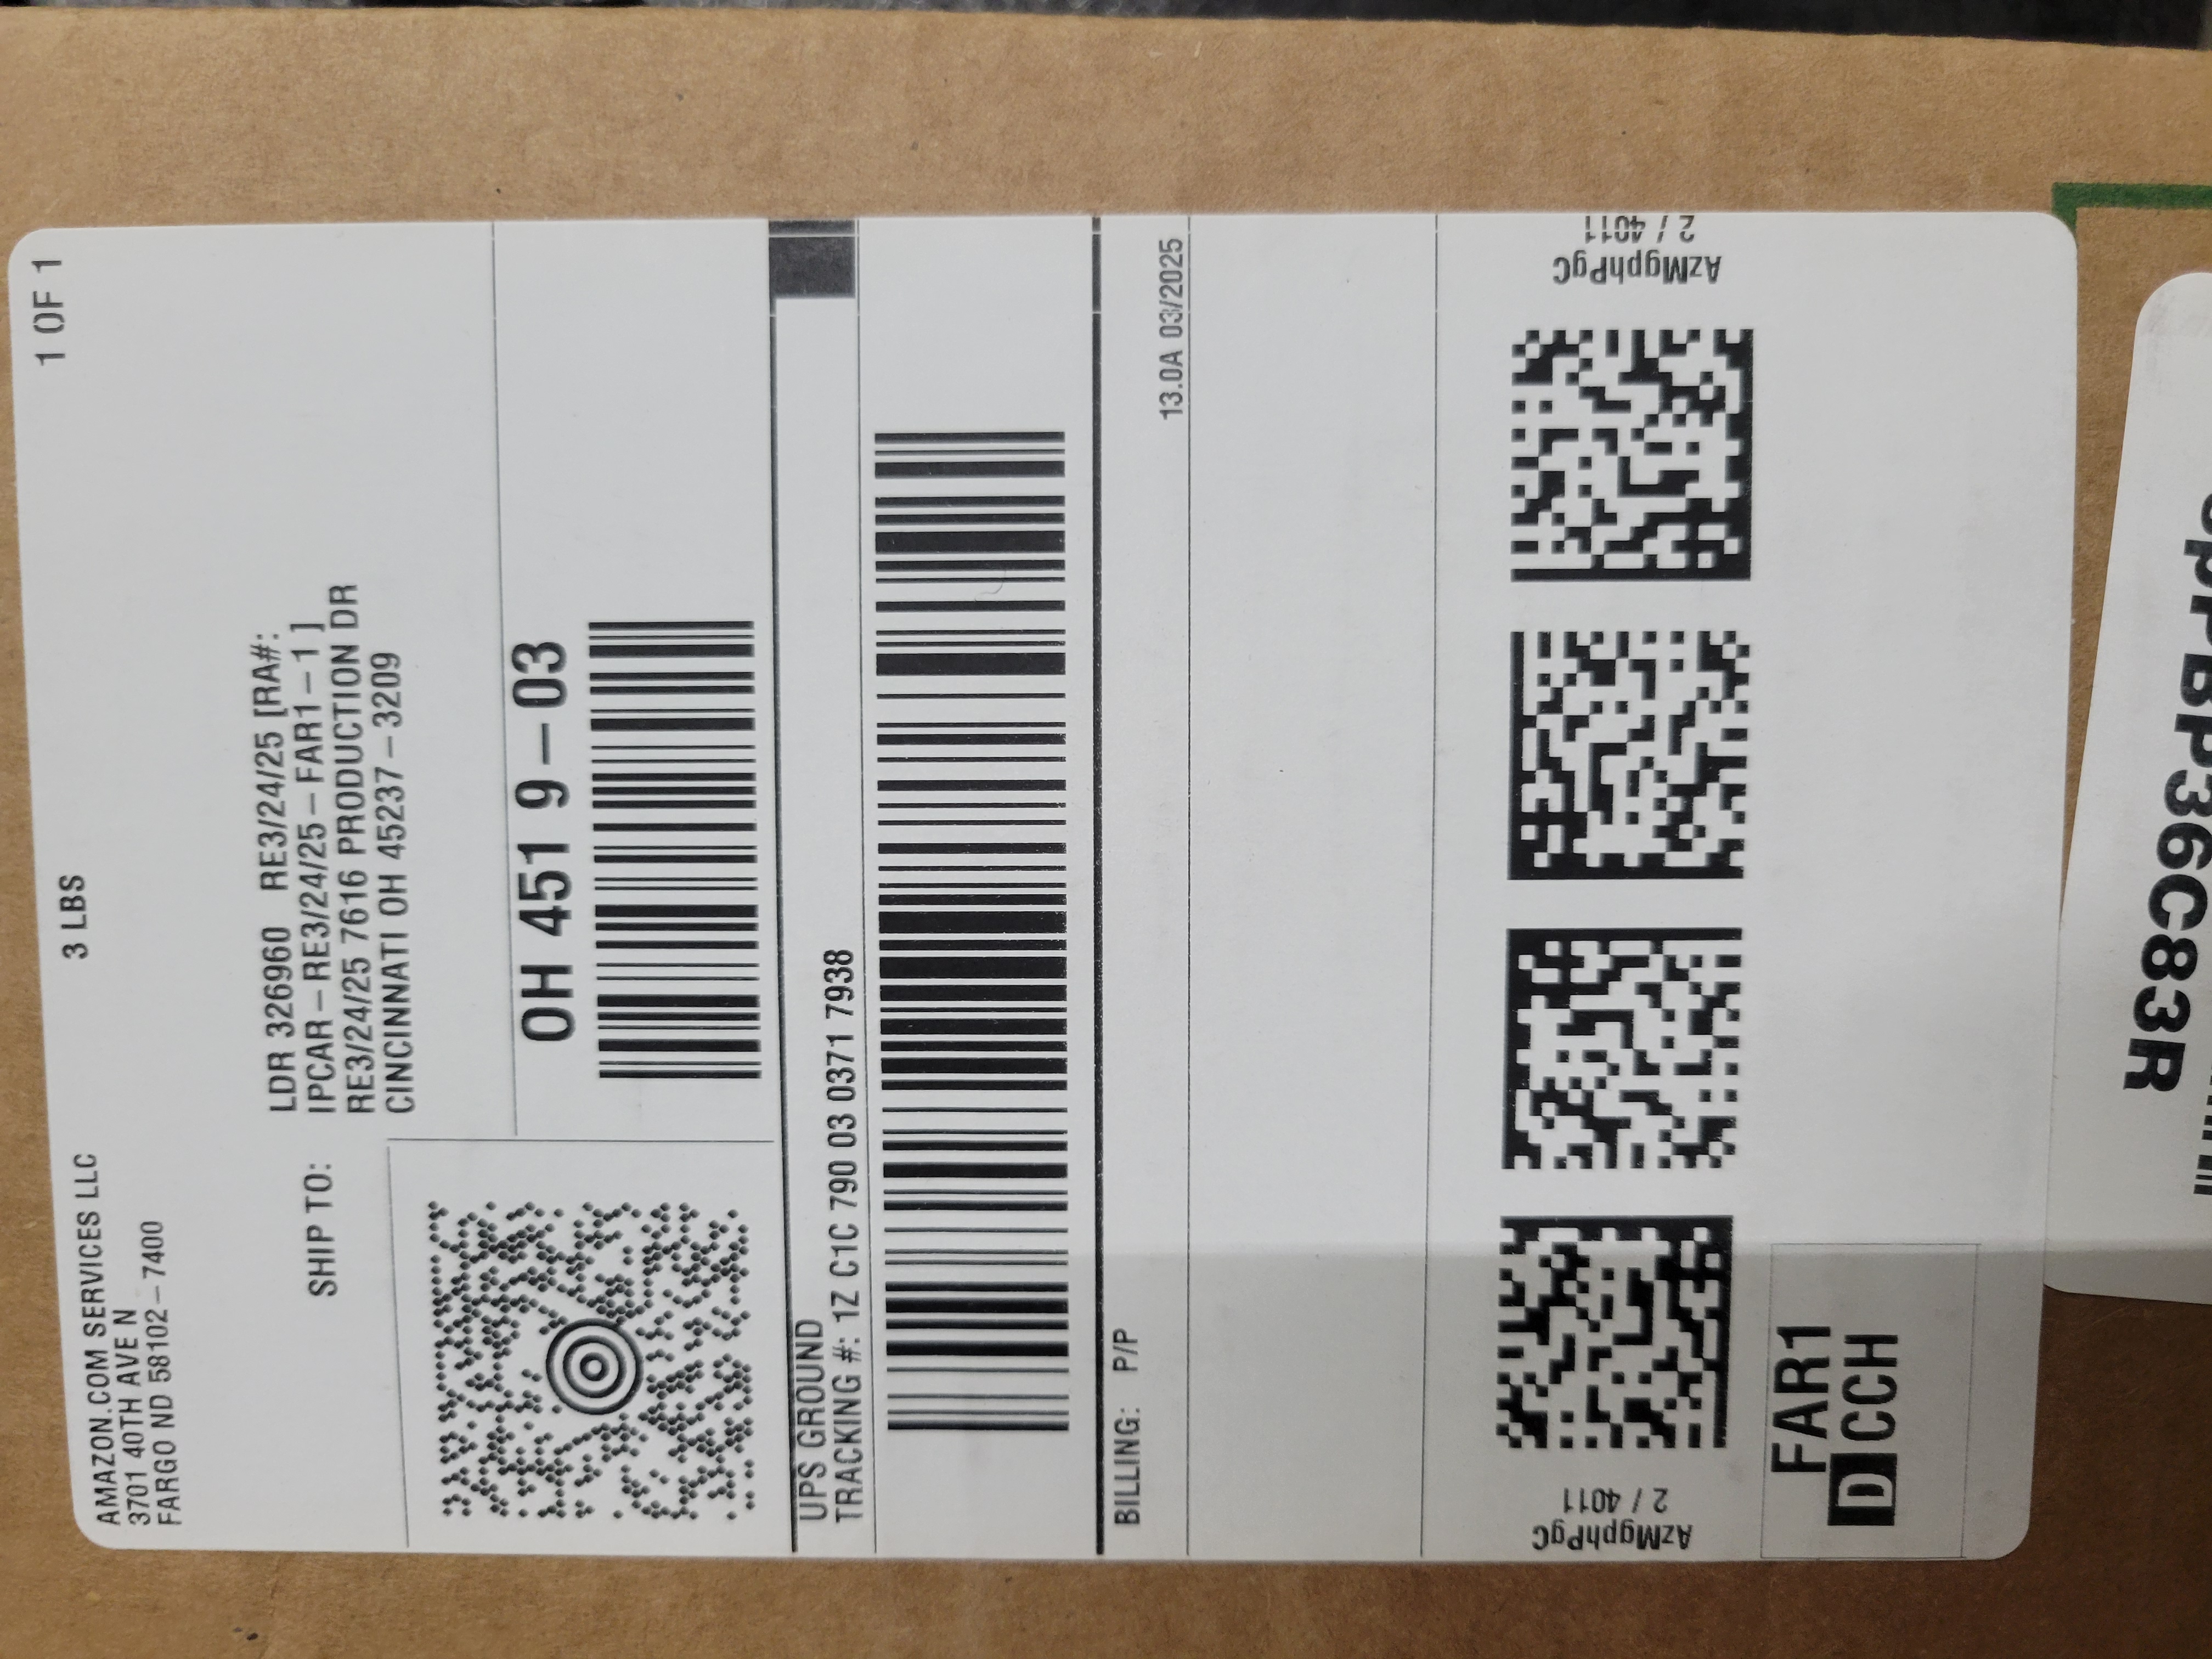 AMAZON.COM SERVICES LLC
3701 40TH AVE N
FARGO ND 58102-7400
3 LBS
1 OF 1
SHIP TO:
LDR 326960 RE3/24/25 [RA#:
IPCAR-RE3/24/25-FAR1-1 ]
RE3/24/25 7616 PRODUCTION DR
CINCINNATI OH 45237-3209
OH 451 9-03
UPS GROUND
TRACKING #: 1Z C1C 790 03 0371 7938
BILLING: P/P
13.0A 03/2025
AzMgphPgC
2 / 4011
AzMgphPgC
2 / 4011
FAR1
D CCH